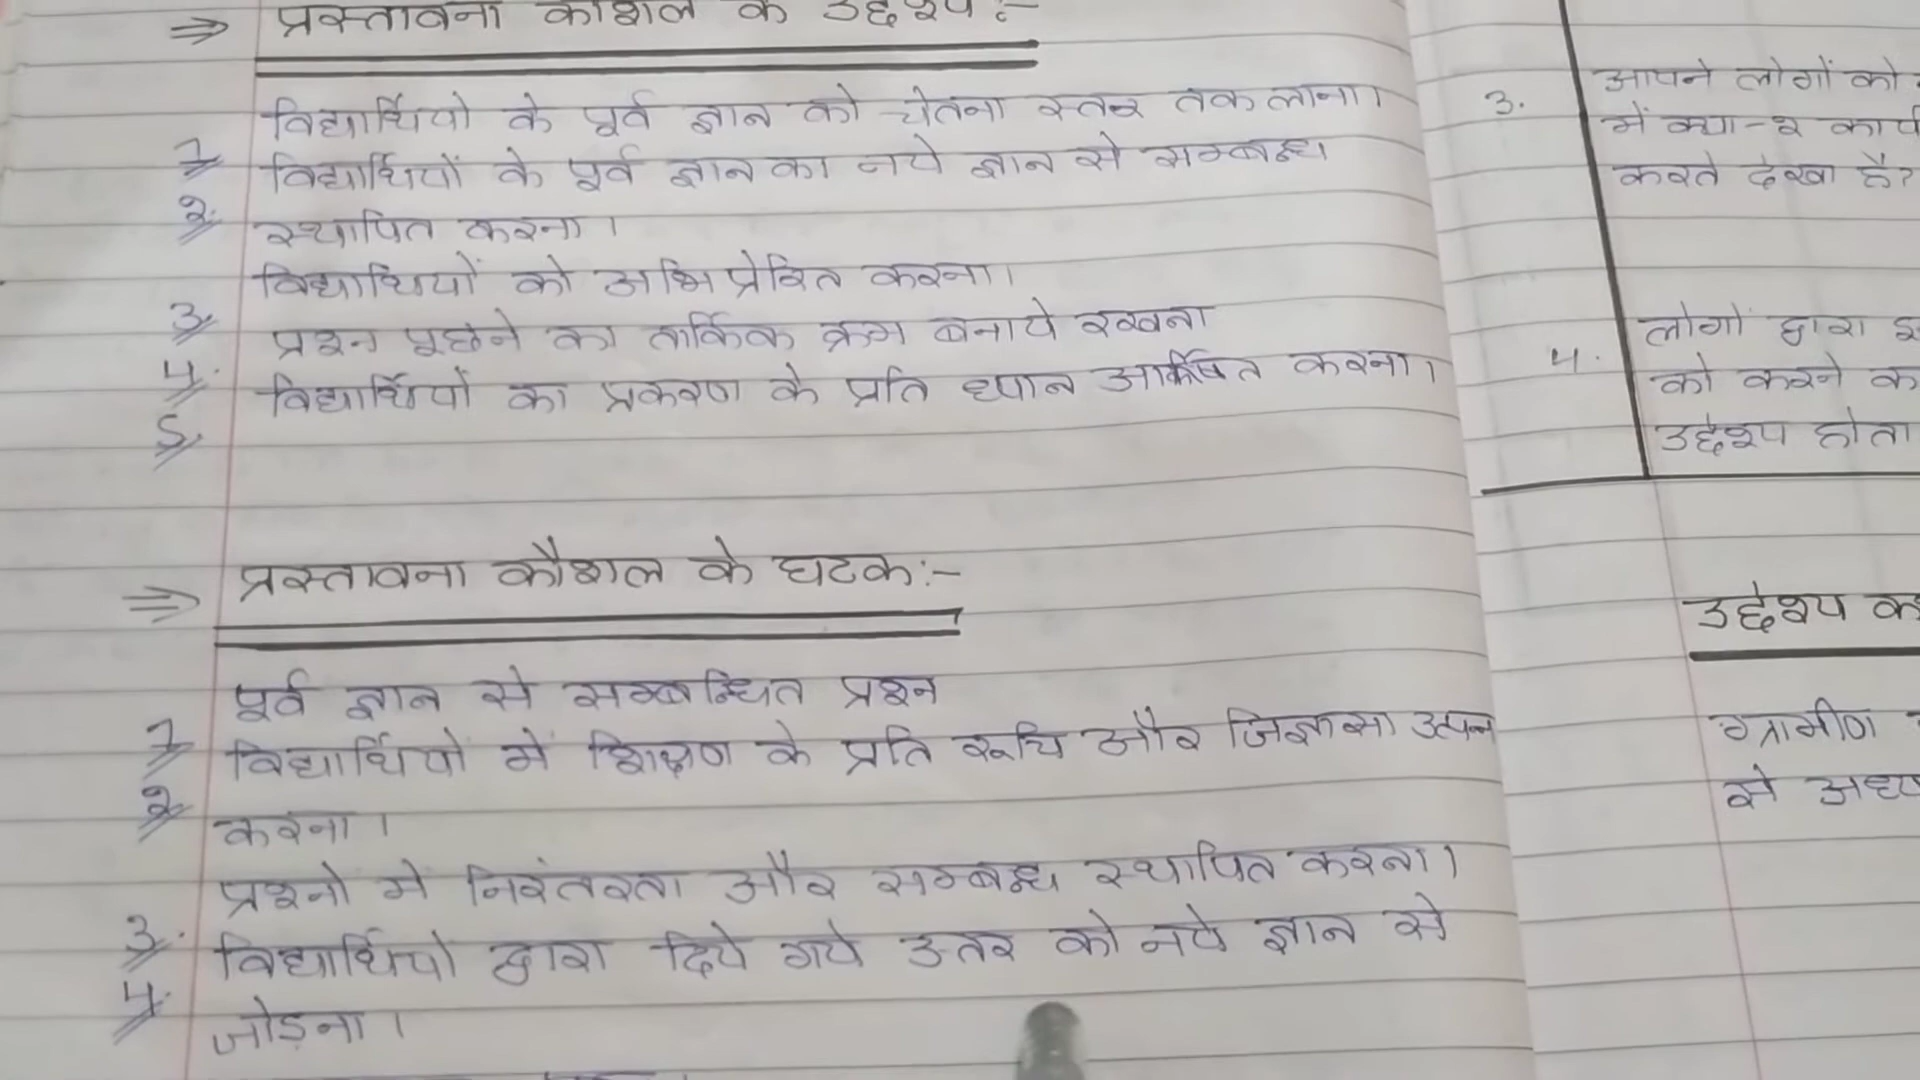 ⇒ प्रस्तावना कौशल के उद्देश्य :-
1. विद्यार्थियो के पूर्व ज्ञान को चेतना स्तर तक लाना।
2. विद्यार्थियों के पूर्व ज्ञान का नये ज्ञान से सम्बन्ध
स्थापित करना।
3. विद्यार्थियों को अभिप्रेरित करना।
4. प्रश्न पूछने का तार्किक क्रम बनाये रखना
5. विद्यार्थियों का प्रकरण के प्रति ध्यान आर्कषित करना।
⇒ प्रस्तावना कौशल के घटक:-
1. पूर्व ज्ञान से सम्बन्धित प्रश्न
2. विद्यार्थियो में शिक्षण के प्रति रूचि और जिज्ञासा उत्पन्न
करना।
3. प्रश्नो में निरंतरता और सम्बन्ध स्थापित करना।
4. विद्यार्थियो द्वारा दिये गये उतर को नये ज्ञान से
जोड़ना।
3. आपने लोगों को
में क्या-२
करते देखा है?
4. लोगों द्वारा
को करने
उद्देश्य होता
उद्देश्य
ग्रामीण
से